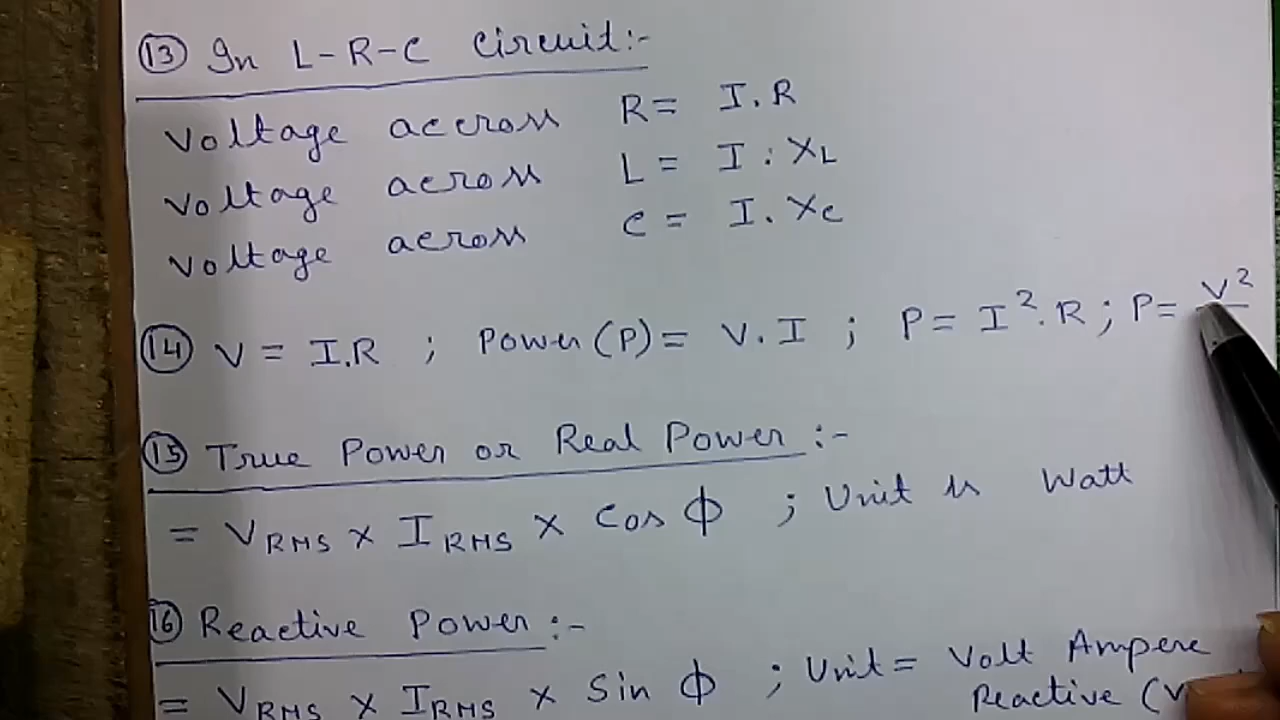 13 In L-R-C Circuit:-
Voltage accross R = I.R
Voltage across L = I.XL
Voltage across C = I.Xc
14 V = I.R ; Power (P) = V.I ; P = I².R ; P = V²
15 True Power or Real Power :-
= VRMS x IRMS x Cos ϕ ; Unit is Watt
16 Reactive Power :-
= VRMS x IRMS x Sin ϕ ; Unit = Volt Ampere
Reactive (V